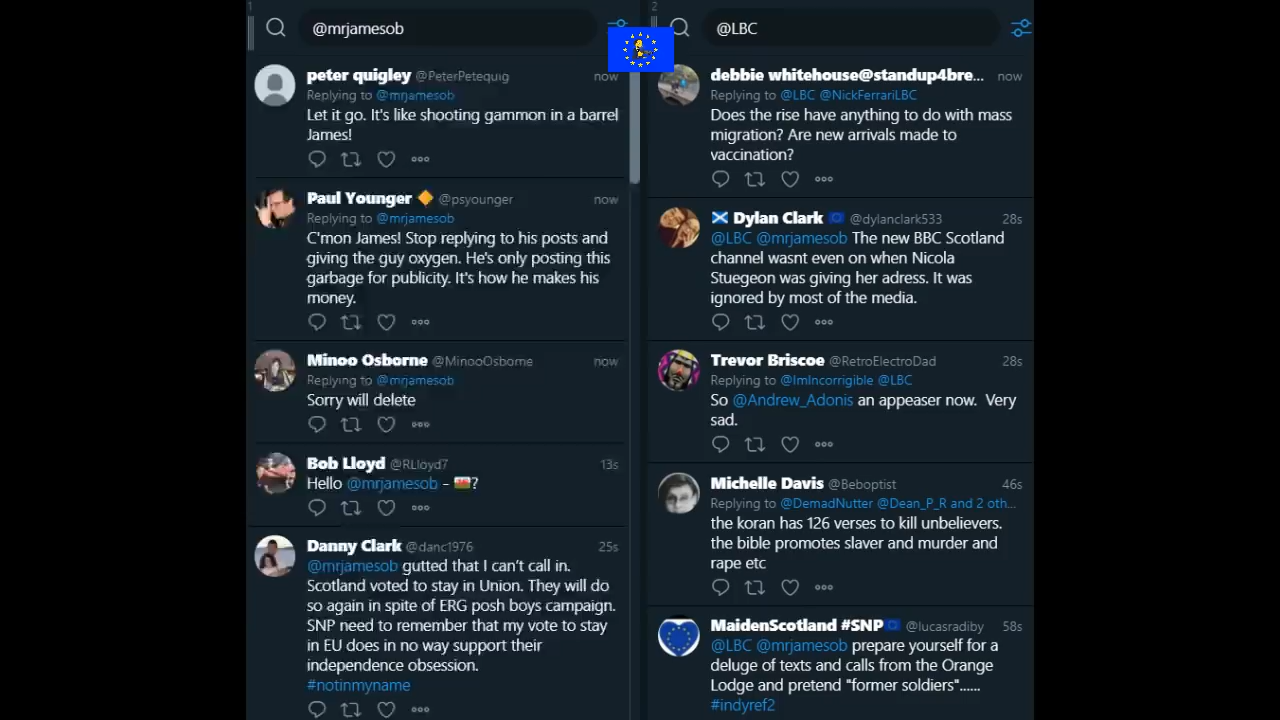 1
@mrjamesob
peter quigley @PeterPetequig now
Replying to @mrjamesob
Let it go. It's like shooting gammon in a barrel
James!
Paul Younger @psyounger now
Replying to @mrjamesob
C'mon James! Stop replying to his posts and
giving the guy oxygen. He's only posting this
garbage for publicity. It's how he makes his
money.
Minoo Osborne @MinooOsborne now
Replying to @mrjamesob
Sorry will delete
Bob Lloyd @RLloyd7 13s
Hello @mrjamesob - 🏴󠁧󠁢󠁷󠁬󠁳󠁿?
Danny Clark @danc1976 25s
@mrjamesob gutted that I can't call in.
Scotland voted to stay in Union. They will do
so again in spite of ERG posh boys campaign.
SNP need to remember that my vote to stay
in EU does in no way support their
independence obsession.
#notinmyname
2
@LBC
debbie whitehouse@standup4bre... now
Replying to @LBC @NickFerrariLBC
Does the rise have anything to do with mass
migration? Are new arrivals made to
vaccination?
Dylan Clark @dylanclark533 28s
@LBC @mrjamesob The new BBC Scotland
channel wasnt even on when Nicola
Stuegeon was giving her adress. It was
ignored by most of the media.
Trevor Briscoe @RetroElectroDad 28s
Replying to @ImIncorrigible @LBC
So @Andrew_Adonis an appeaser now. Very
sad.
Michelle Davis @Beboptist 46s
Replying to @DemadNutter @Dean_P_R and 2 oth...
the koran has 126 verses to kill unbelievers.
the bible promotes slaver and murder and
rape etc
MaidenScotland #SNP @lucasradiby 58s
@LBC @mrjamesob prepare yourself for a
deluge of texts and calls from the Orange
Lodge and pretend "former soldiers"......
#indyref2